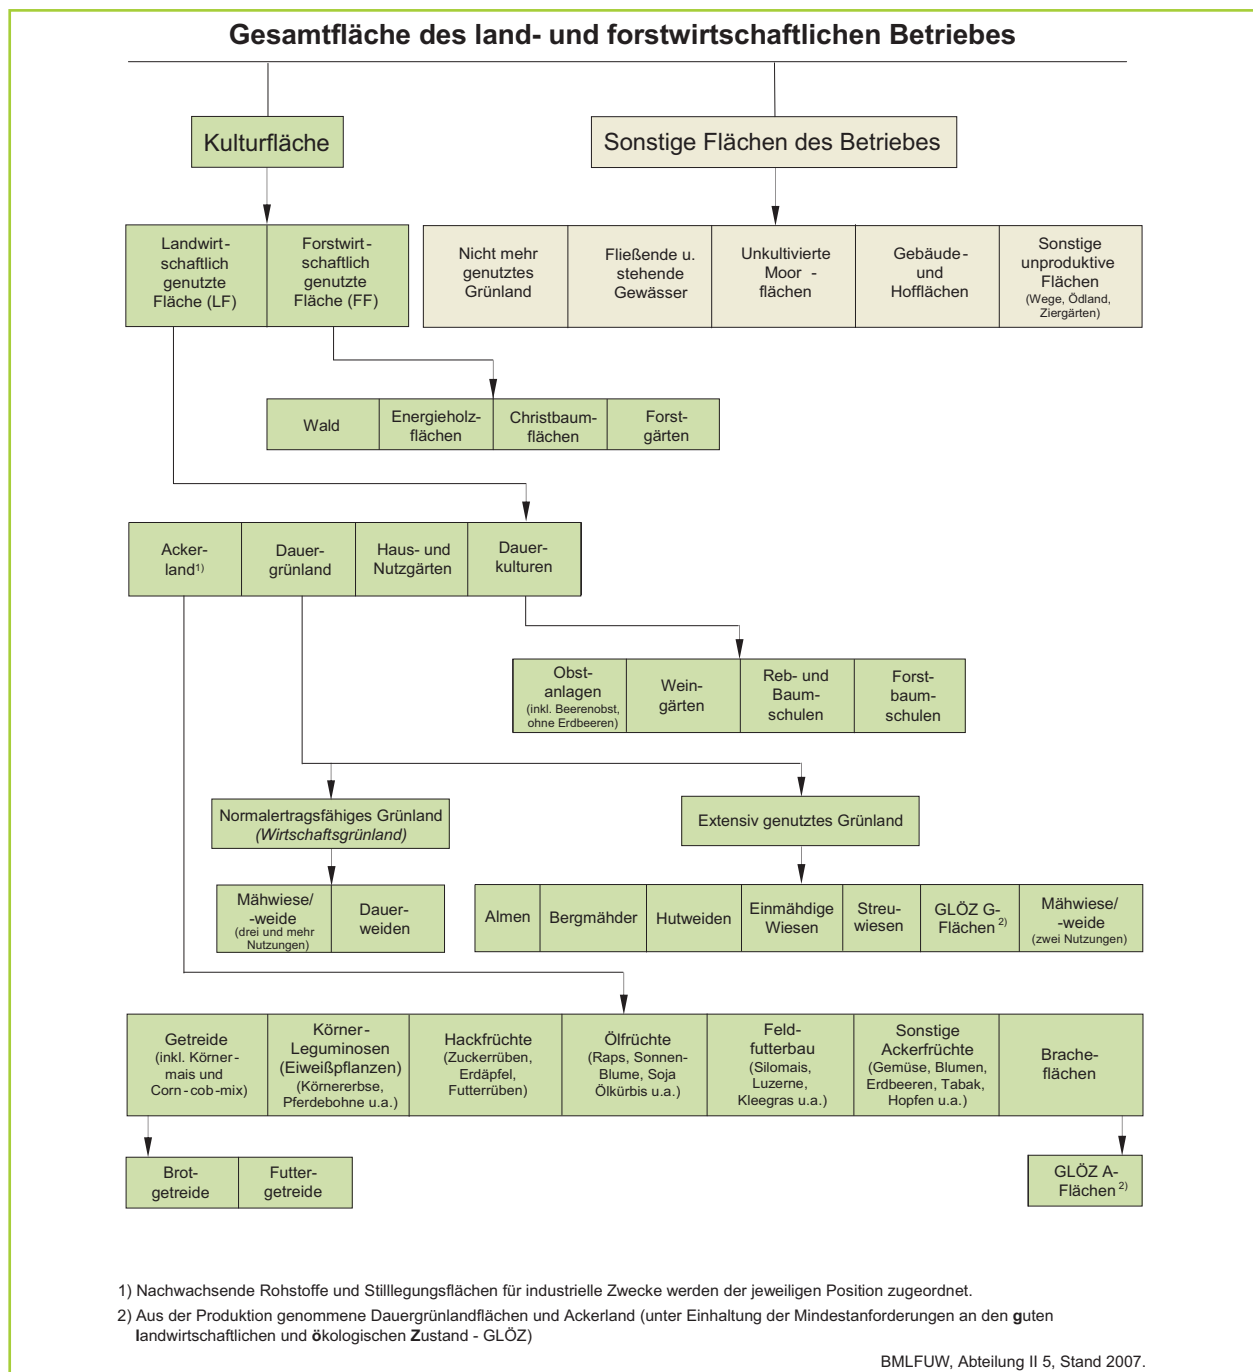 Gesamtfläche des land- und forstwirtschaftlichen Betriebes
Kulturfläche
Sonstige Flächen des Betriebes
Landwirt-
schaftlich
genutzte
Fläche (LF)
Forstwirt-
schaftlich
genutzte
Fläche (FF)
Nicht mehr
genutztes
Grünland
Fließende u.
stehende
Gewässer
Unkultivierte
Moor -
flächen
Gebäude-
und
Hofflächen
Sonstige
unproduktive
Flächen
(Wege, Ödland,
Ziergärten)
Wald
Energieholz-
flächen
Christbaum-
flächen
Forst-
gärten
Acker-
land1)
Dauer-
grünland
Haus- und
Nutzgärten
Dauer-
kulturen
Obst-
anlagen
(inkl. Beerenobst,
ohne Erdbeeren)
Wein-
gärten
Reb- und
Baum-
schulen
Forst-
baum-
schulen
Normalertragsfähiges Grünland
(Wirtschaftsgrünland)
Extensiv genutztes Grünland
Mähwiese/
-weide
(drei und mehr
Nutzungen)
Dauer-
weiden
Almen
Bergmähder
Hutweiden
Einmähdige
Wiesen
Streu-
wiesen
GLÖZ G-
Flächen 2)
Mähwiese/
-weide
(zwei Nutzungen)
Getreide
(inkl. Körner-
mais und
Corn-cob-mix)
Körner-
Leguminosen
(Eiweißpflanzen)
(Körnererbse,
Pferdebohne u.a.)
Hackfrüchte
(Zuckerrüben,
Erdäpfel,
Futterrüben)
Ölfrüchte
(Raps, Sonnen-
Blume, Soja
Ölkürbis u.a.)
Feld-
futterbau
(Silomais,
Luzerne,
Kleegras u.a.)
Sonstige
Ackerfrüchte
(Gemüse, Blumen,
Erdbeeren, Tabak,
Hopfen u.a.)
Brache-
flächen
Brot-
getreide
Futter-
getreide
GLÖZ A-
Flächen 2)
1) Nachwachsende Rohstoffe und Stilllegungsflächen für industrielle Zwecke werden der jeweiligen Position zugeordnet.
2) Aus der Produktion genommene Dauergrünlandflächen und Ackerland (unter Einhaltung der Mindestanforderungen an den guten
landwirtschaftlichen und ökologischen Zustand - GLÖZ)
BMLFUW, Abteilung II 5, Stand 2007.